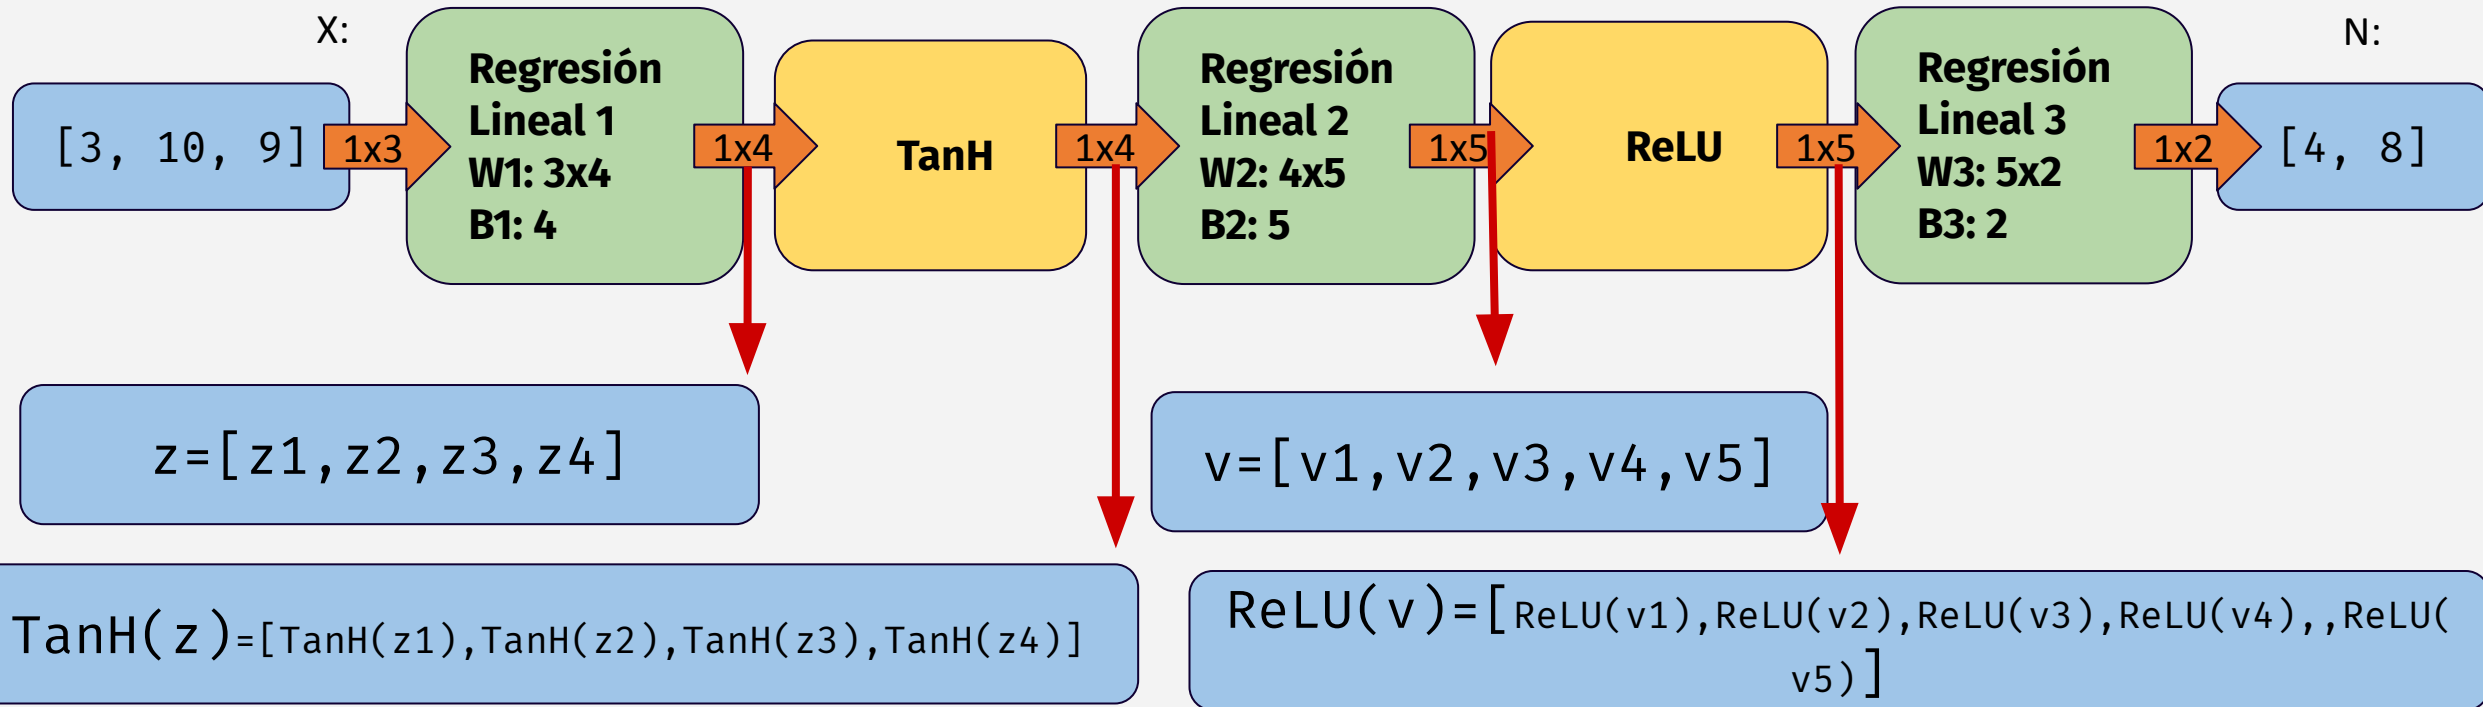 X:
N:
[3, 10, 9]
1x3
Regresión
Lineal 1
W1: 3x4
B1: 4
1x4
TanH
1x4
Regresión
Lineal 2
W2: 4x5
B2: 5
1x5
ReLU
1x5
Regresión
Lineal 3
W3: 5x2
B3: 2
1x2
[4, 8]
z=[z1,z2,z3,z4]
v=[v1,v2,v3,v4,v5]
TanH(z)=[TanH(z1),TanH(z2),TanH(z3),TanH(z4)]
ReLU(v)=[ReLU(v1),ReLU(v2),ReLU(v3),ReLU(v4),,ReLU(
v5)]